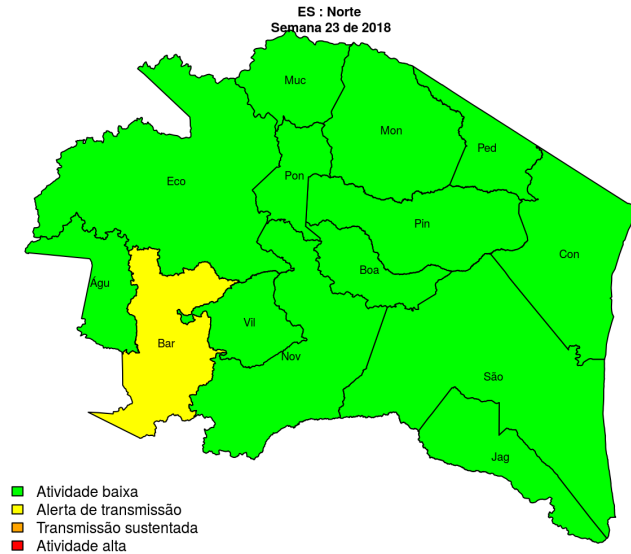 ES : Norte
Semana 23 de 2018
Muc
Mon
Ped
Eco
Pon
Pin
Con
Boa
Águ
Vil
Bar
Nov
São
Jag
Atividade baixa
Alerta de transmissão
Transmissão sustentada
Atividade alta